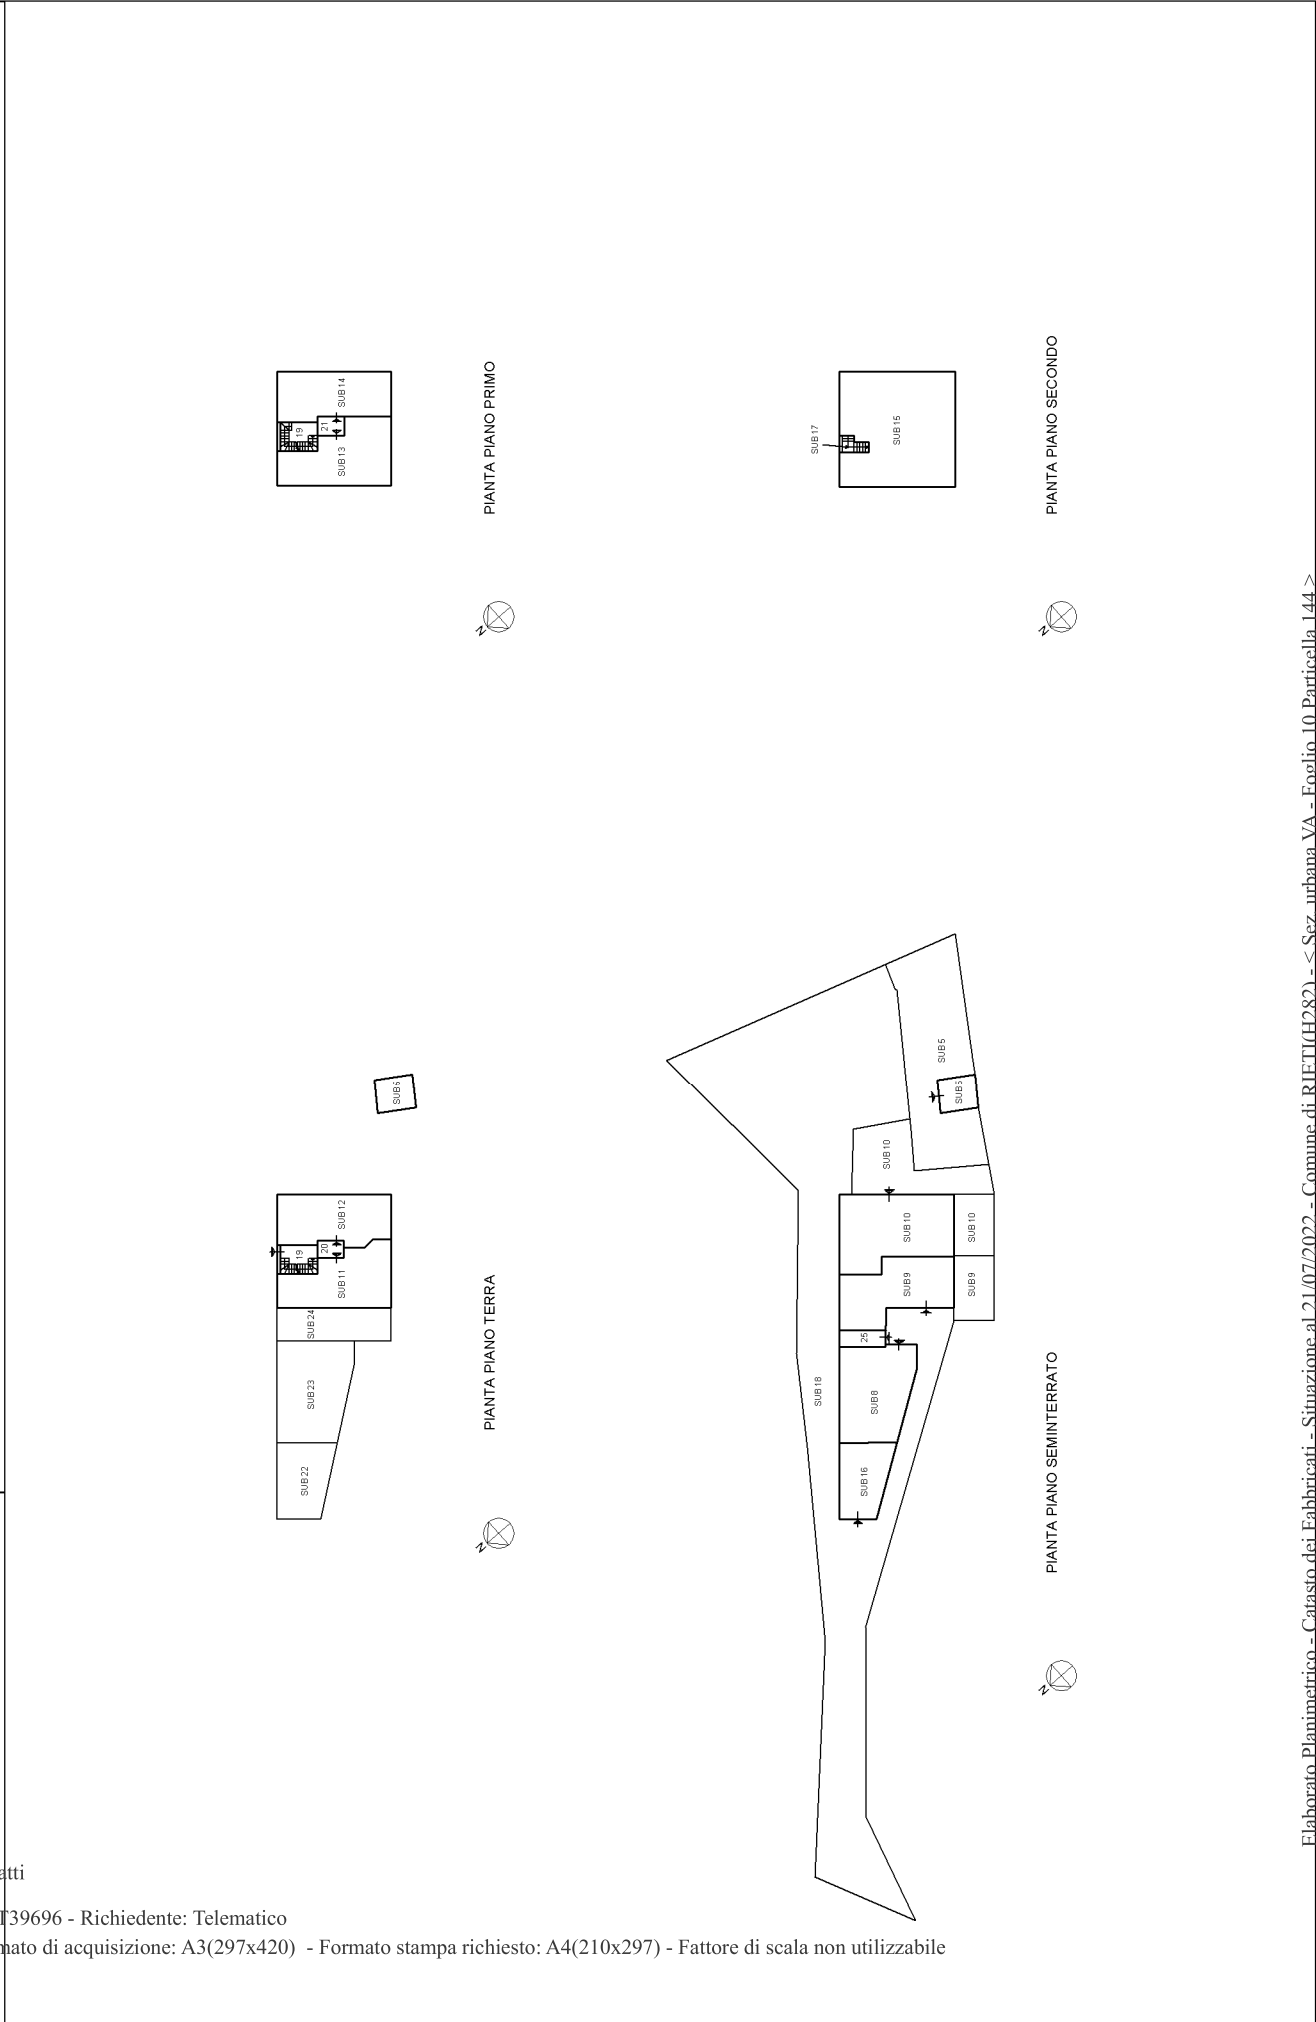 PIANTA PIANO PRIMO
SUB14
19
21
SUB13
N
PIANTA PIANO SECONDO
SUB17
SUB15
N
PIANTA PIANO TERRA
SUB12
19
20
SUB11
SUB24
SUB23
SUB22
N
PIANTA PIANO SEMINTERRATO
SUB5
SUB10
SUB10
SUB10
SUB9
SUB9
25
SUB18
SUB8
SUB16
N
Elaborato Planimetrico - Catasto dei Fabbricati - Situazione al 21/07/2022 - Comune di RIETI(H282) - < Sez. urbana VA - Foglio 10 Particella 144 >
atti
T39696 - Richiedente: Telematico
mato di acquisizione: A3(297x420) - Formato stampa richiesto: A4(210x297) - Fattore di scala non utilizzabile